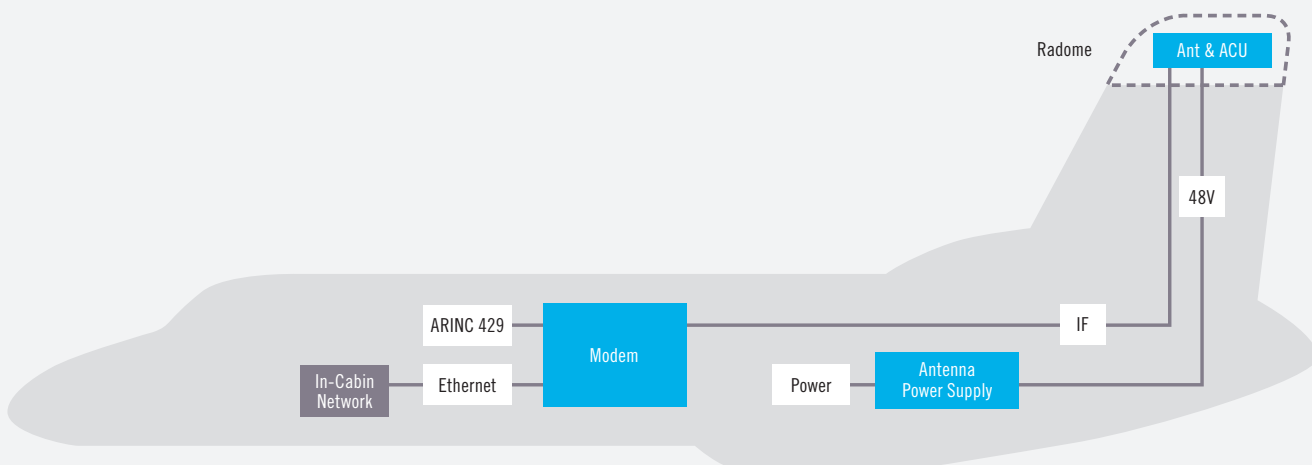 Radome
Ant & ACU
48V
ARINC 429
Modem
IF
In-Cabin
Network
Ethernet
Power
Antenna
Power Supply